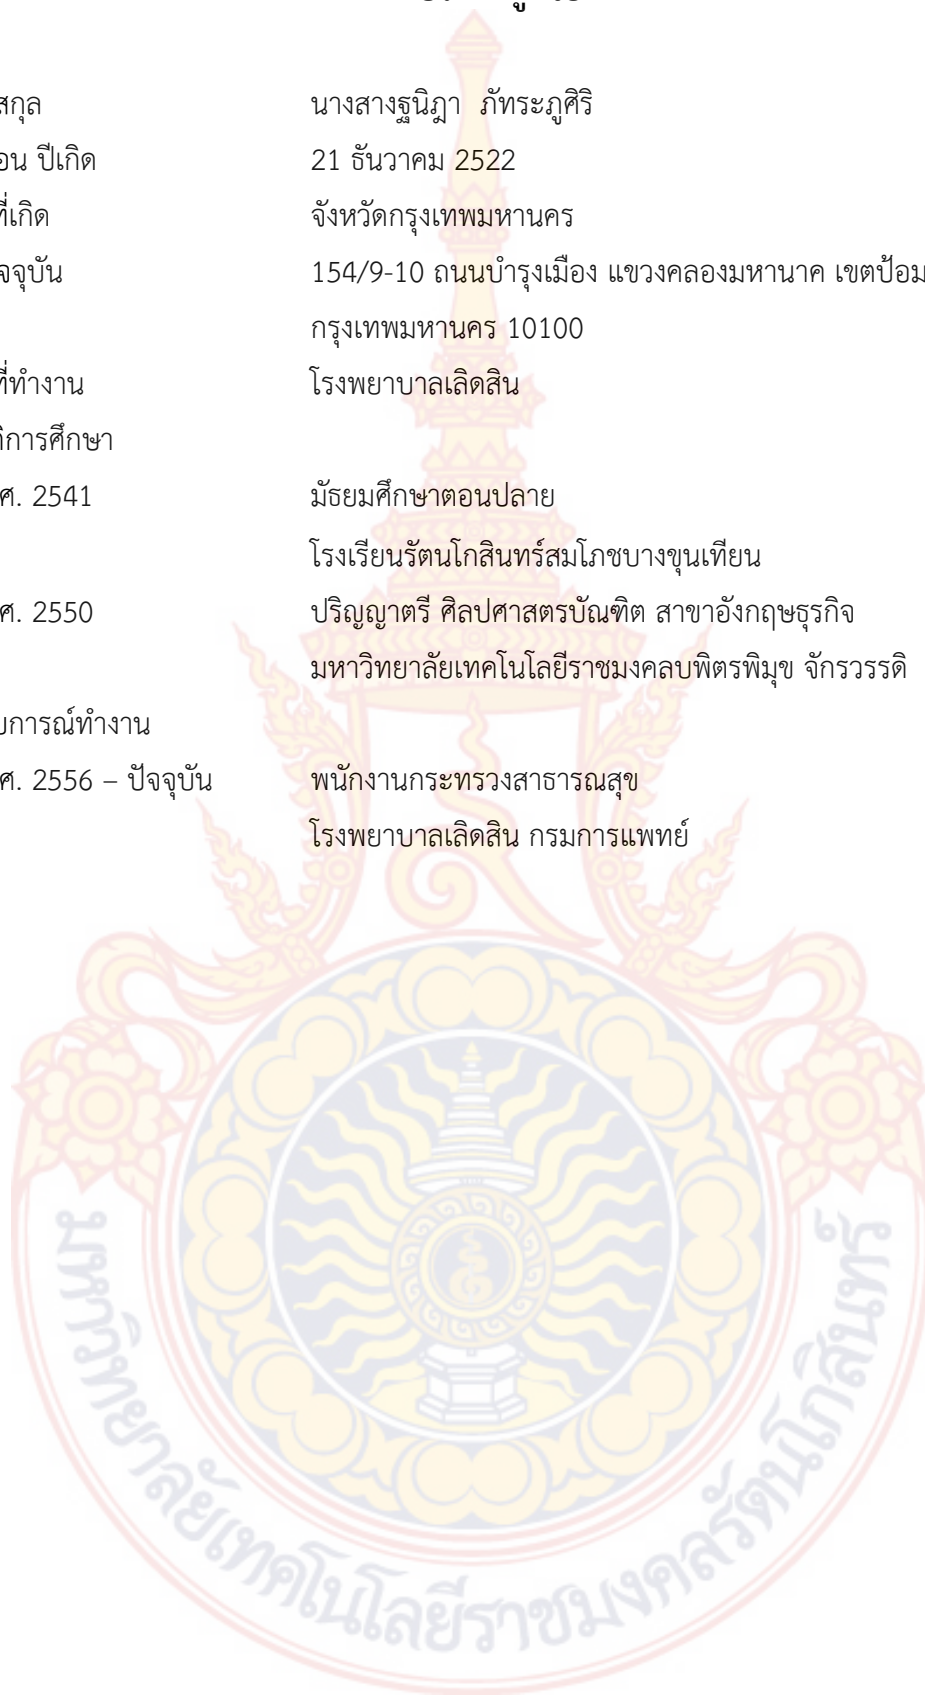 สกุล นางสางฐนิฎา ภัทระภูศิริ
อน ปีเกิด 21 ธันวาคม 2522
ที่เกิด จังหวัดกรุงเทพมหานคร
จจุบัน 154/9-10 ถนนบำรุงเมือง แขวงคลองมหานาค เขตป้อม
กรุงเทพมหานคร 10100
ที่ทำงาน โรงพยาบาลเลิดสิน
ติการศึกษา
ศ. 2541 มัธยมศึกษาตอนปลาย
โรงเรียนรัตนโกสินทร์สมโภชบางขุนเทียน
ศ. 2550 ปริญญาตรี ศิลปศาสตรบัณฑิต สาขาอังกฤษธุรกิจ
มหาวิทยาลัยเทคโนโลยีราชมงคลบพิตรพิมุข จักรวรรดิ
บการณ์ทำงาน
ศ. 2556 – ปัจจุบัน พนักงานกระทรวงสาธารณสุข
โรงพยาบาลเลิดสิน กรมการแพทย์
มหาวิทยาลัยเทคโนโลยีราชมงคลรัตนโกสินทร์